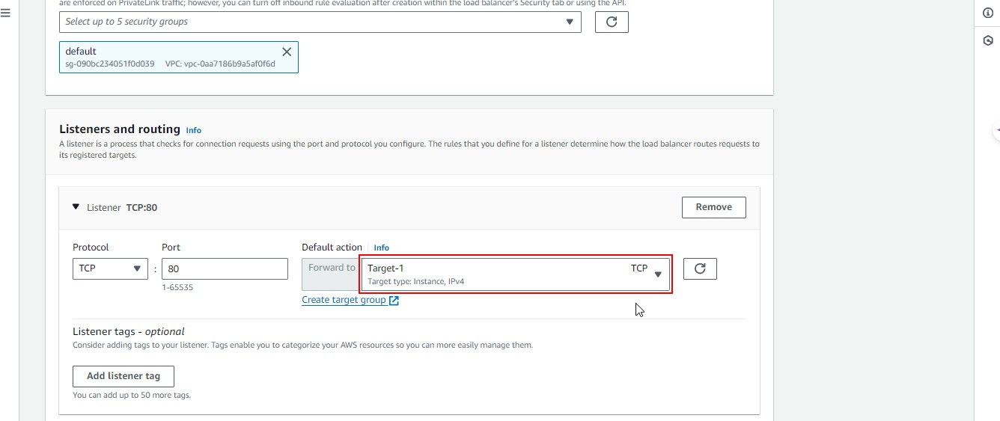 are enforced on PrivateLink traffic; however, you can turn off inbound rule evaluation after creation within the load balancer's Security tab or using the API.
Select up to 5 security groups
default
sg-090bc234051f0d039 VPC: vpc-0aa7186b9a5af0f6d
Listeners and routing Info
A listener is a process that checks for connection requests using the port and protocol you configure. The rules that you define for a listener determine how the load balancer routes requests to
its registered targets.
Listener TCP:80
Remove
Protocol Port Default action Info
TCP : 80 Forward to Target-1 TCP
Target type: Instance, IPv4
1-65535
Create target group
Listener tags - optional
Consider adding tags to your listener. Tags enable you to categorize your AWS resources so you can more easily manage them.
Add listener tag
You can add up to 50 more tags.